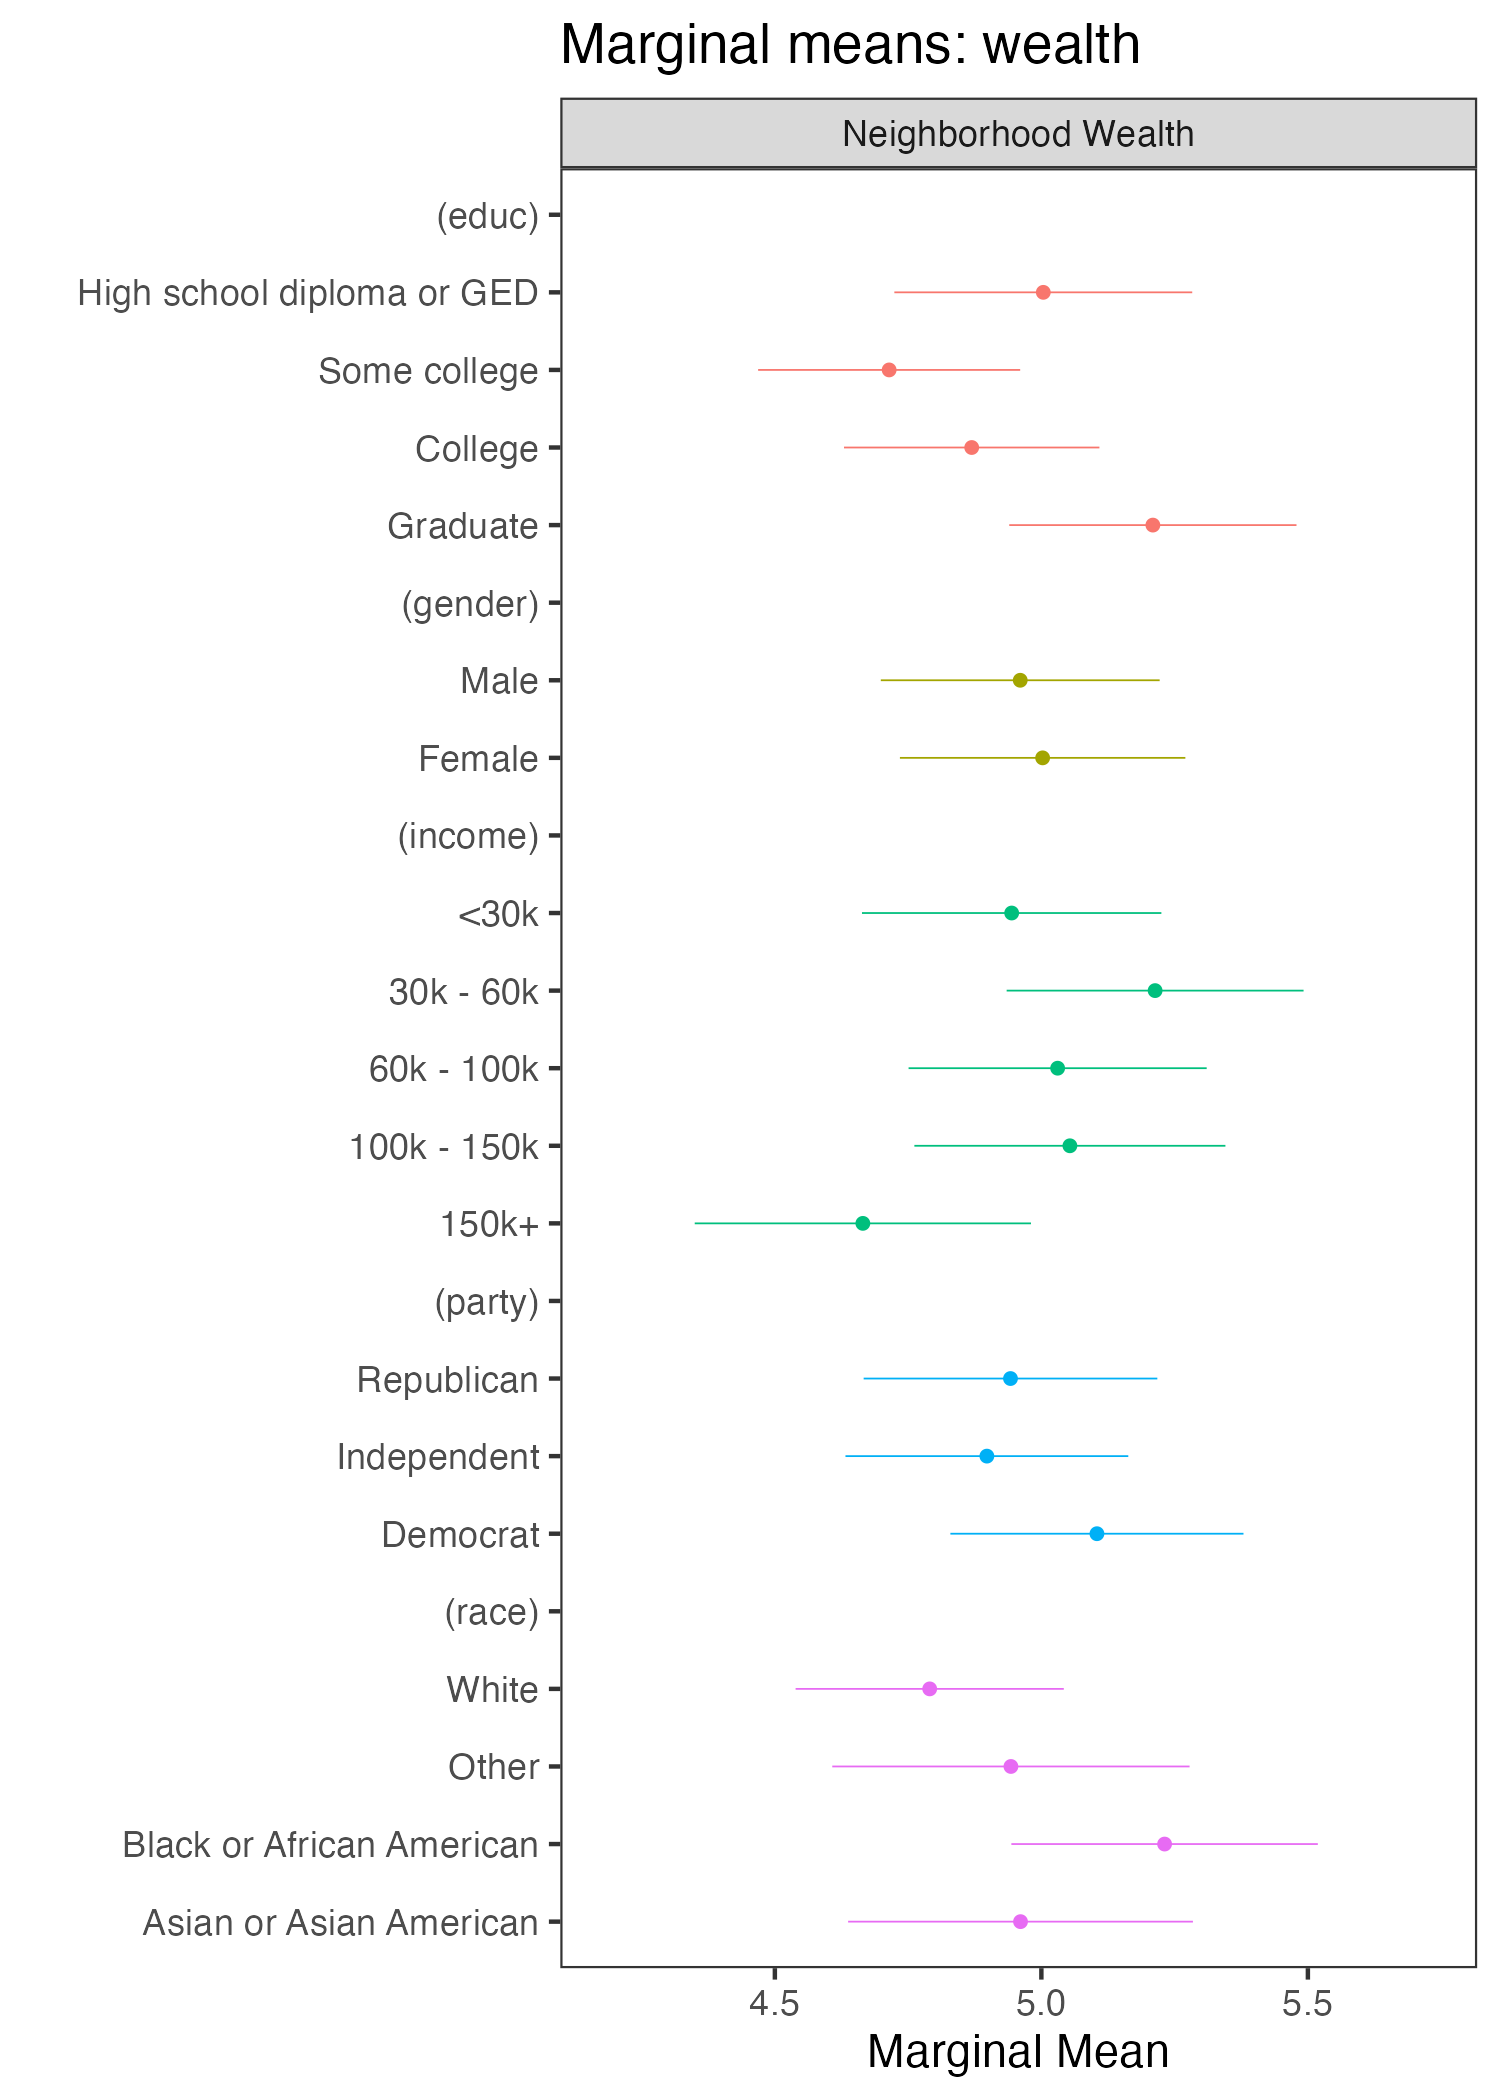 Marginal means: wealth
Neighborhood Wealth
(educ)
High school diploma or GED
Some college
College
Graduate
(gender)
Male
Female
(income)
<30k
30k - 60k
60k - 100k
100k - 150k
150k+
(party)
Republican
Independent
Democrat
(race)
White
Other
Black or African American
Asian or Asian American
4.5 5.0 5.5
Marginal Mean